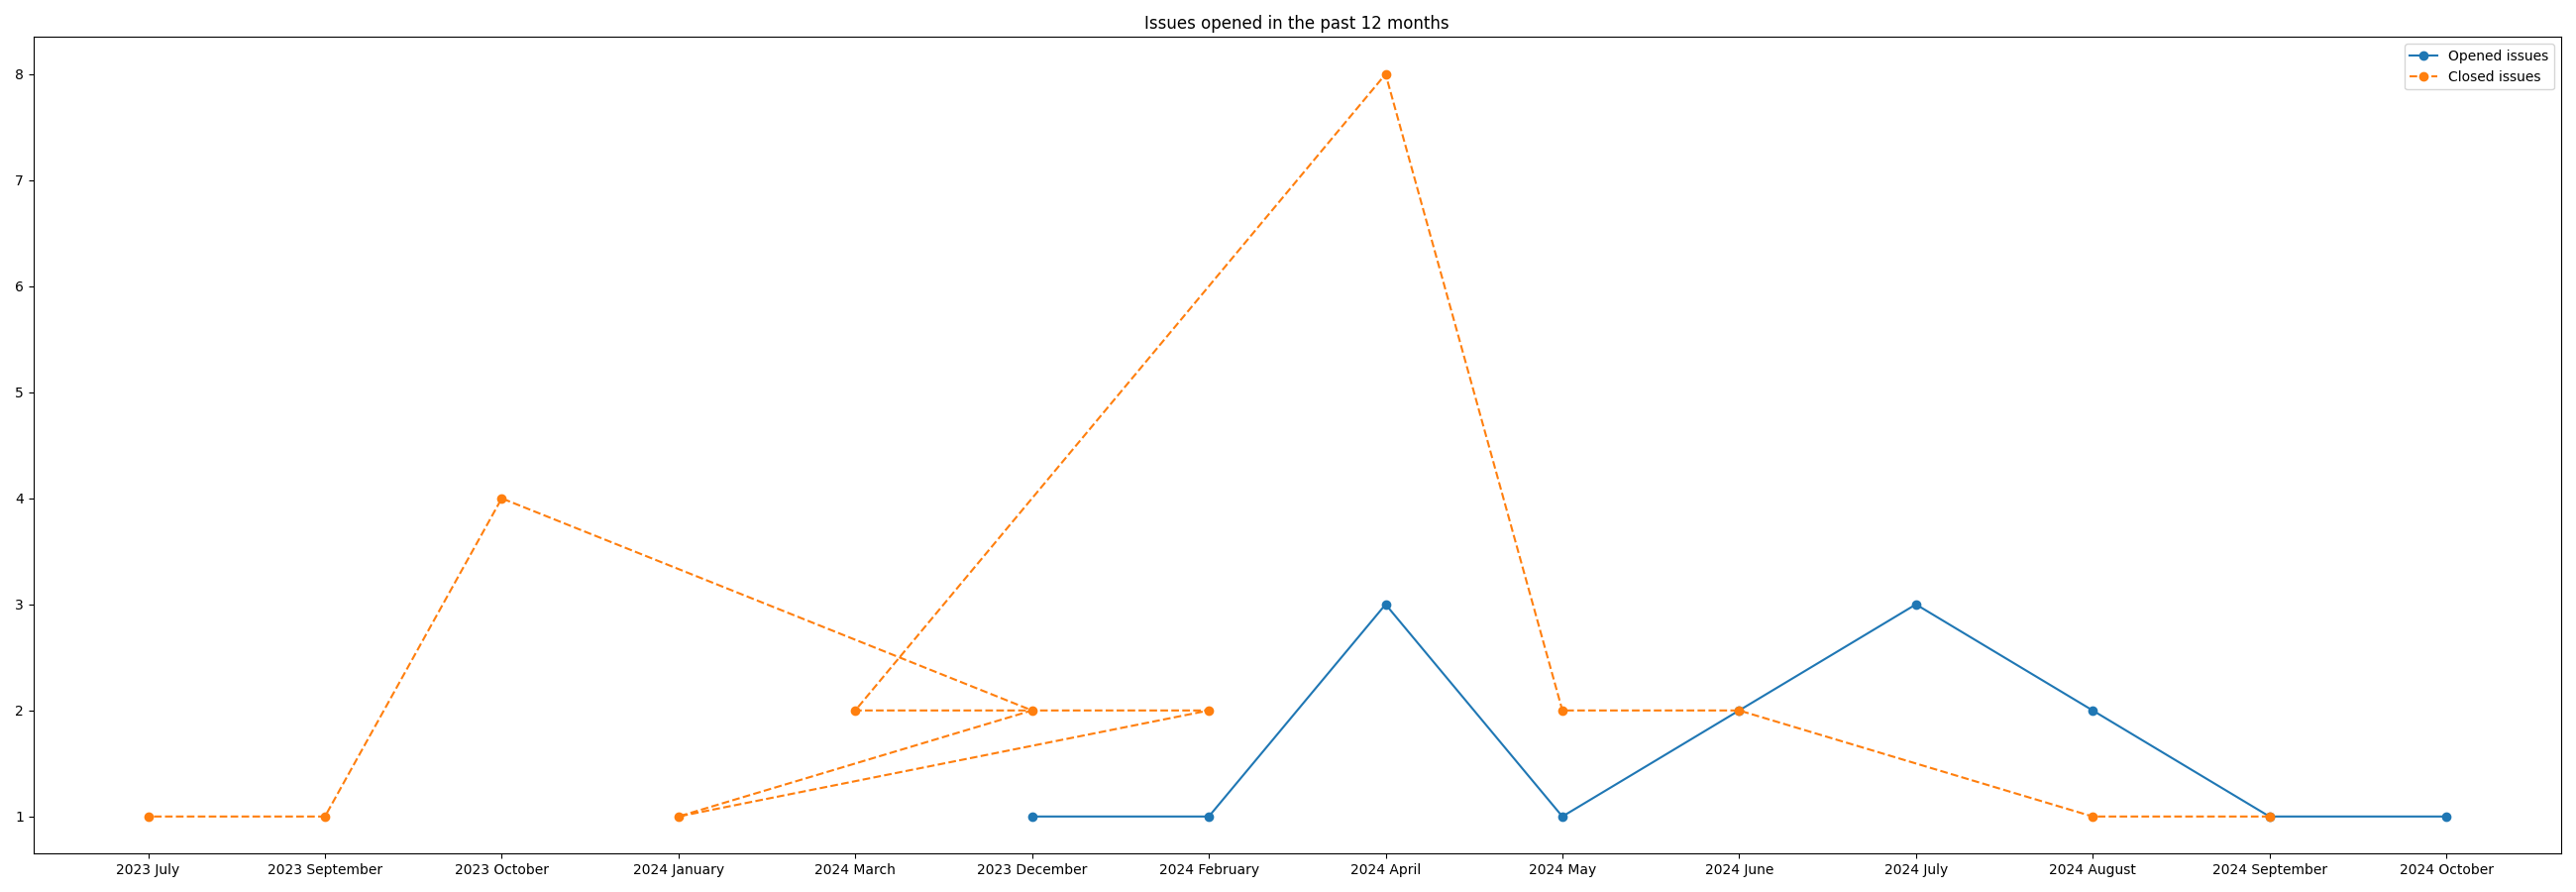 Issues opened in the past 12 months
Opened issues
Closed issues
8
7
6
5
4
3
2
1
2023 July
2023 September
2023 October
2024 January
2024 March
2023 December
2024 February
2024 April
2024 May
2024 June
2024 July
2024 August
2024 September
2024 October